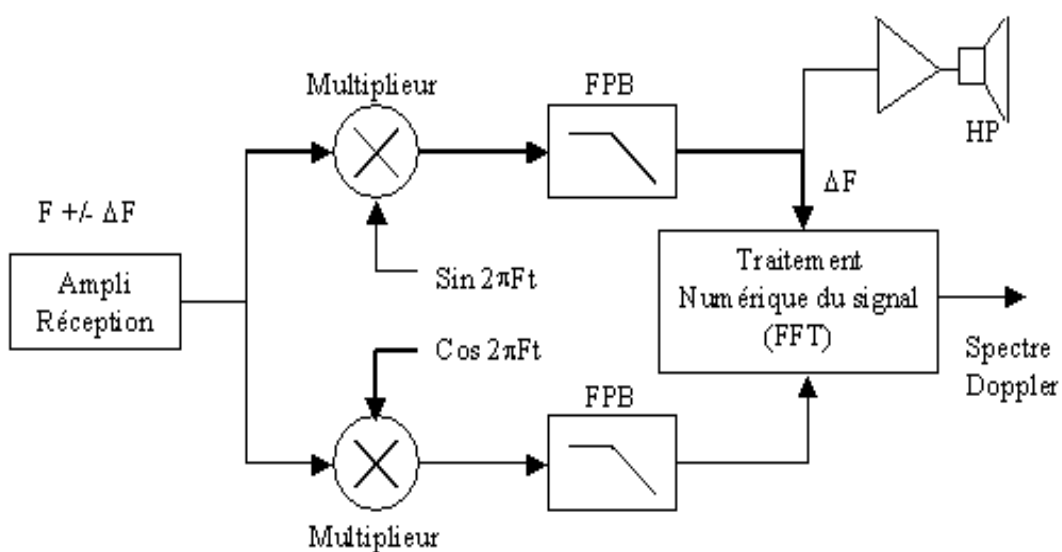 Multiplieur
FPB
HP
F +/- ΔF
ΔF
Ampli
Réception
Sin 2πFt
Cos 2πFt
Traitement
Numérique du signal
(FFT)
Spectre
Doppler
FPB
Multiplieur